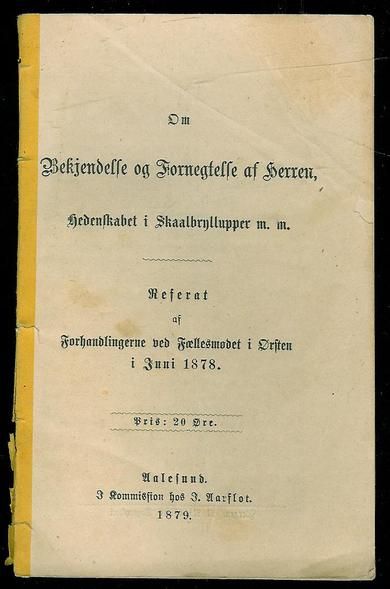 Om
Bekjendelse og Fornegtelse af Herren,
Hedenskabet i Skaalbryllupper m. m.
Referat
af
Forhandlingerne ved Fællesmødet i Ørsten
i Juni 1878.
Pris: 20 Øre.
Aalesund.
I Kommission hos J. Aarflot.
1879.